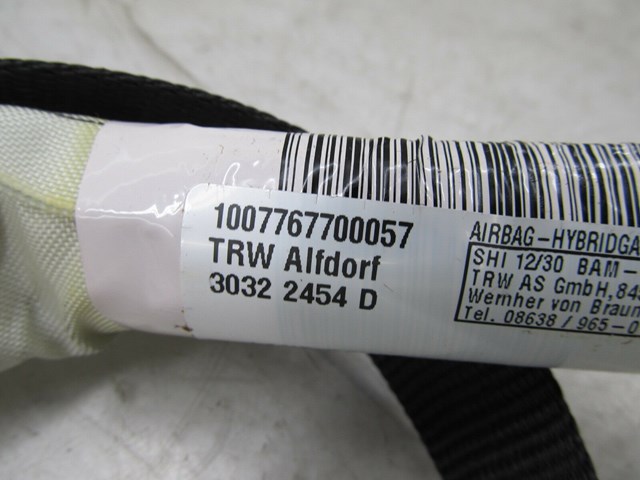 1007767700057
TRW Alfdorf
3032 2454 D
AIRBAG-HYBRIDGA
SHI 12/30 BAM-
TRW AS GmbH, 84
Wernher von Braun
Tel. 08638 / 965-0